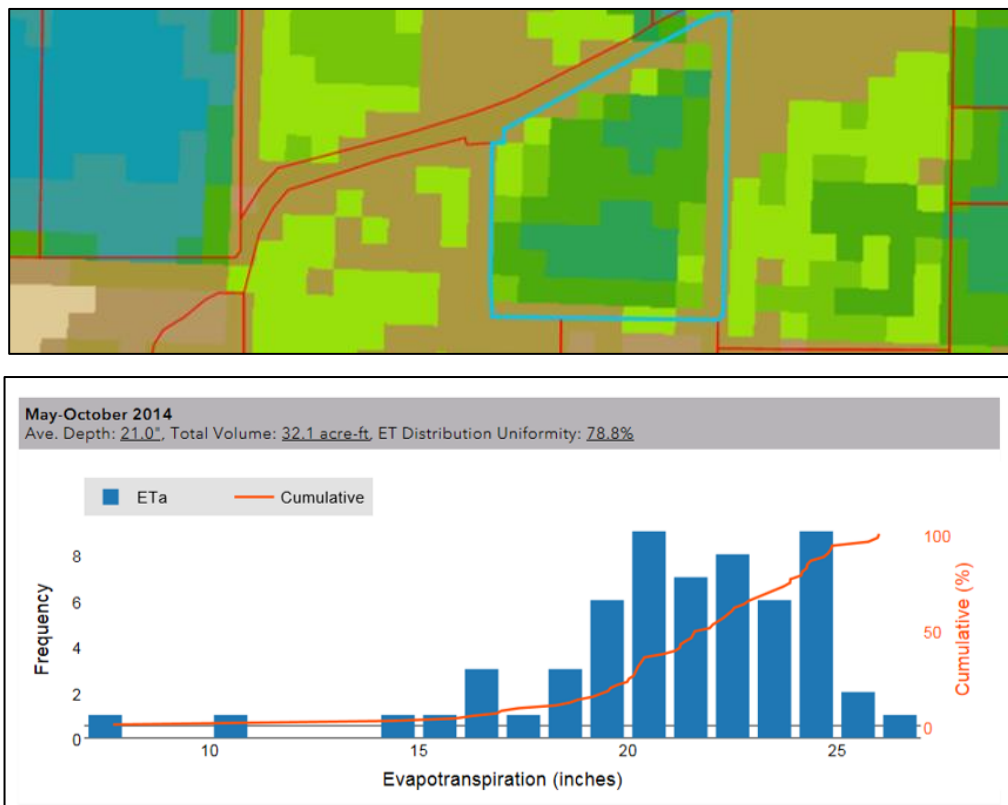 May-October 2014
Ave. Depth: 21.0", Total Volume: 32.1 acre-ft, ET Distribution Uniformity: 78.8%
ETa
Cumulative
8
6
4
2
0
Frequency
100
50
0
Cumulative (%)
10
15
20
25
Evapotranspiration (inches)